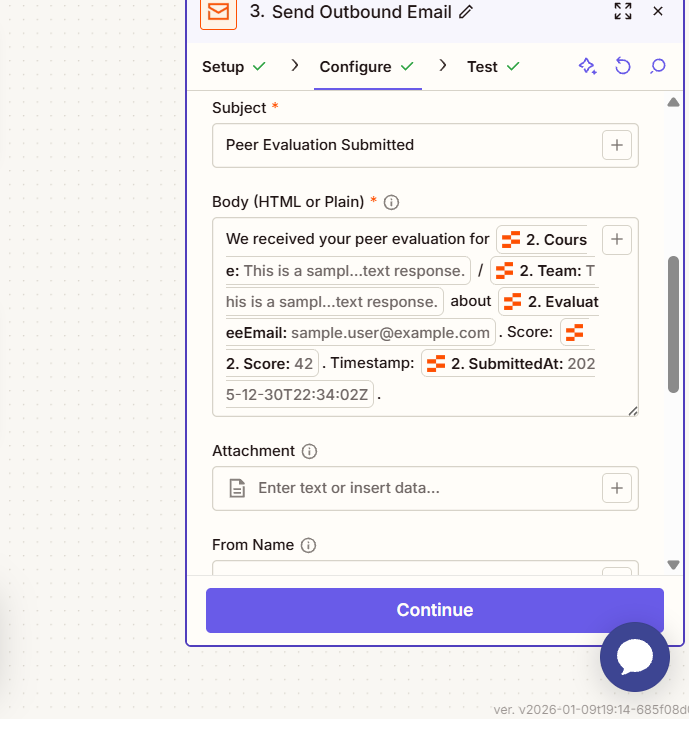 3. Send Outbound Email
Setup Configure Test
Subject *
Peer Evaluation Submitted
Body (HTML or Plain) *
We received your peer evaluation for 2. Cours
e: This is a sampl...text response. / 2. Team: T
his is a sampl...text response. about 2. Evaluat
eeEmail: sample.user@example.com . Score:
2. Score: 42 . Timestamp: 2. SubmittedAt: 202
5-12-30T22:34:02Z .
Attachment
Enter text or insert data...
From Name
Continue
ver. v2026-01-09t19:14-685f08d